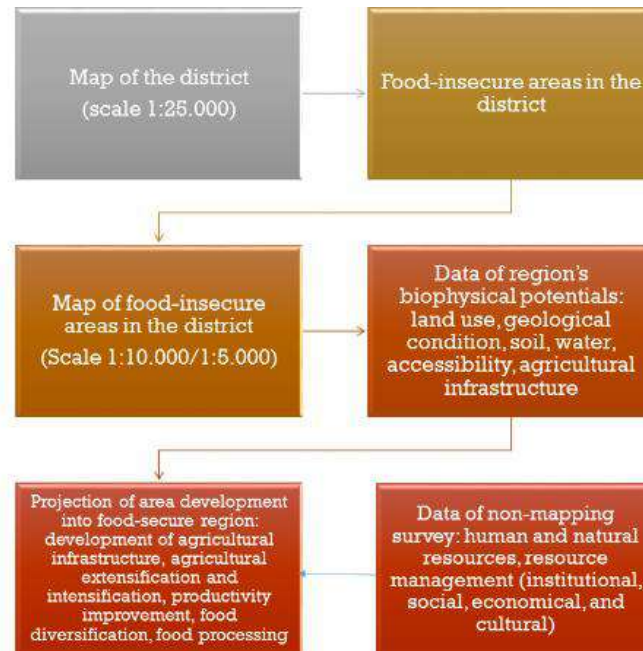 Map of the district
(scale 1:25.000)
Food-insecure areas in the
district
Map of food-insecure
areas in the district
(Scale 1:10.000/1:5.000)
Data of region's
biophysical potentials:
land use, geological
condition, soil, water,
accessibility, agricultural
infrastructure
Projection of area development
into food-secure region:
development of agricultural
infrastructure, agricultural
extensification and
intensification, productivity
improvement, food
diversification, food processing
Data of non-mapping
survey: human and natural
resources, resource
management (institutional,
social, economical, and
cultural)